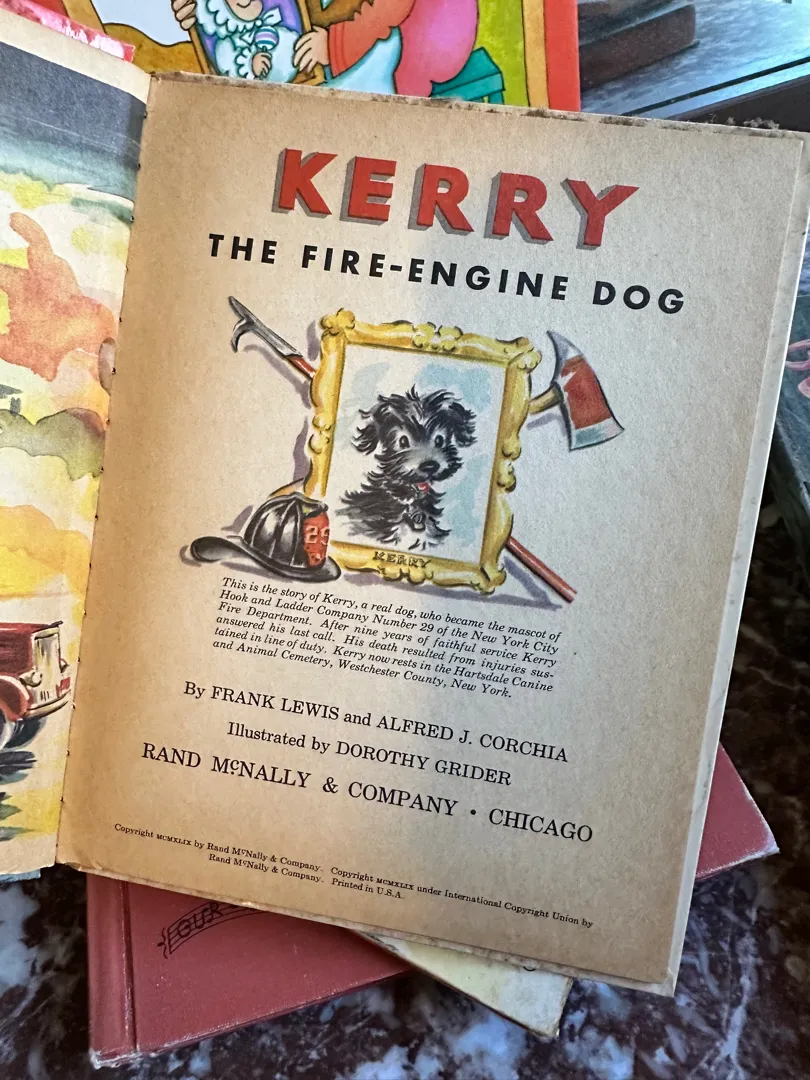 KERRY
THE FIRE-ENGINE DOG
29
KERRY
This is the story of Kerry, a real dog, who became the mascot of
Hook and Ladder Company Number 29 of the New York City
Fire Department. After nine years of faithful service Kerry
answered his last call. His death resulted from injuries sus-
tained in line of duty. Kerry now rests in the Hartsdale Canine
and Animal Cemetery, Westchester County, New York.
By FRANK LEWIS and ALFRED J. CORCHIA
Illustrated by DOROTHY GRIDER
RAND McNALLY & COMPANY • CHICAGO
Copyright MCMXLIX by Rand McNally & Company. Copyright MCMXLIX under International Copyright Union by
Rand McNally & Company. Printed in U.S.A.
OUR